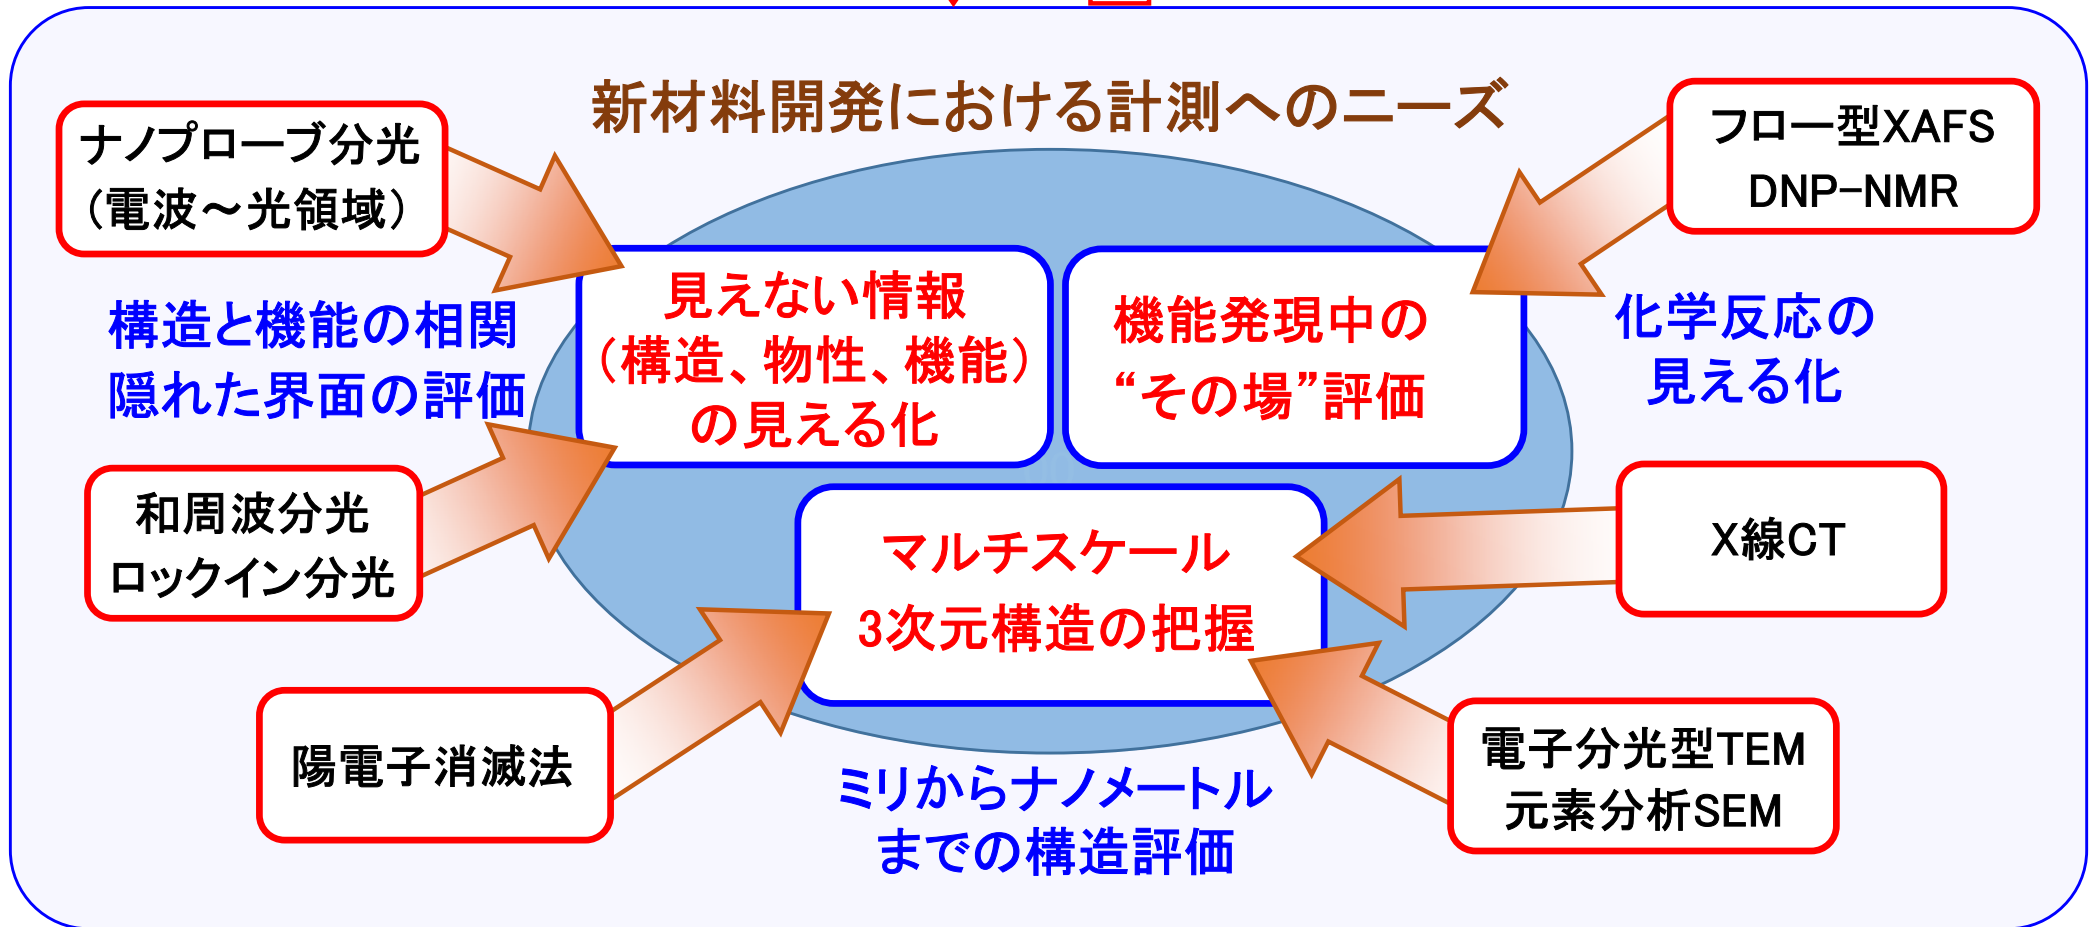 新材料開発における計測へのニーズ
ナノプローブ分光
（電波～光領域）
フロー型XAFS
DNP-NMR
構造と機能の相関
隠れた界面の評価
見えない情報
（構造、物性、機能）
の見える化
機能発現中の
“その場”評価
化学反応の
見える化
和周波分光
ロックイン分光
マルチスケール
3次元構造の把握
X線CT
陽電子消滅法
ミリからナノメートル
までの構造評価
電子分光型TEM
元素分析SEM